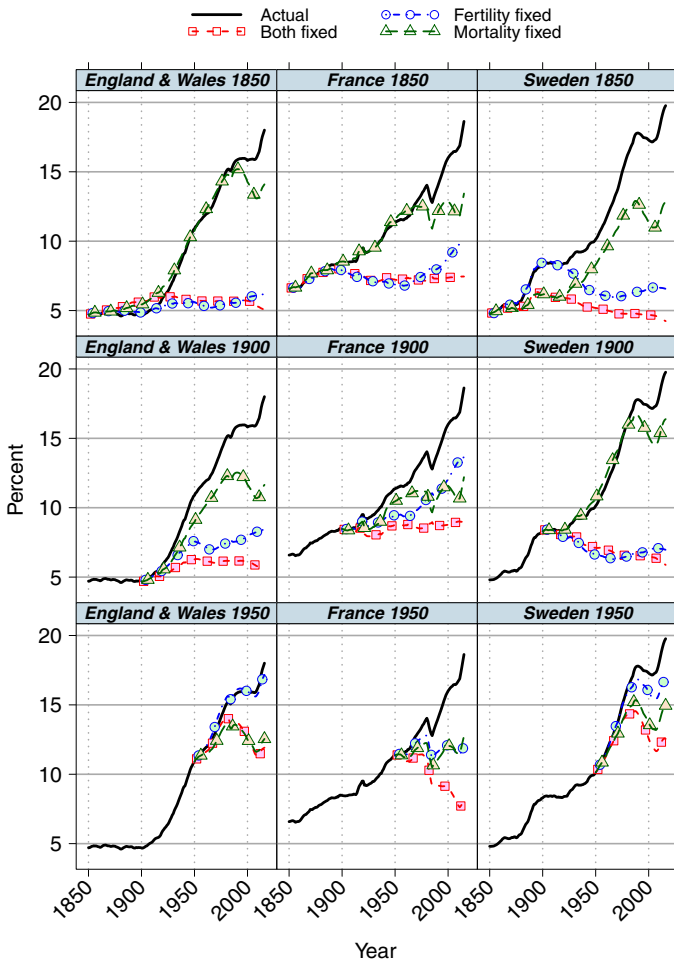 Actual
Both fixed
Fertility fixed
Mortality fixed
England & Wales 1850
France 1850
Sweden 1850
20
15
10
5
England & Wales 1900
France 1900
Sweden 1900
20
15
10
5
England & Wales 1950
France 1950
Sweden 1950
20
15
10
5
Percent
1850
1900
1950
2000
1850
1900
1950
2000
1850
1900
1950
2000
Year